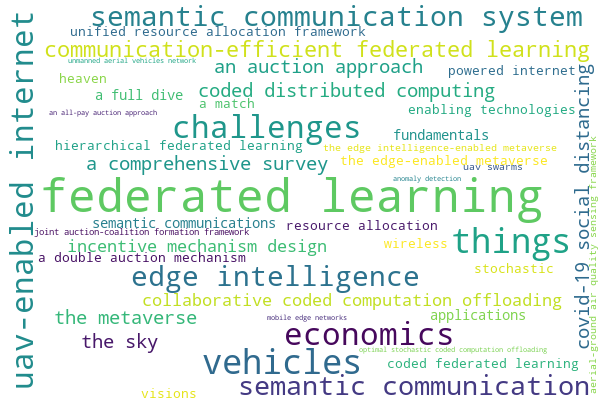 semantic communication system
unified resource allocation framework
communication-efficient federated learning
unmanned aerial vehicles network
an auction approach
powered internet
heaven
coded distributed computing
a full dive
a match
enabling technologies
an all-pay auction approach
challenges
fundamentals
hierarchical federated learning
the edge intelligence-enabled metaverse
a comprehensive survey
the edge-enabled metaverse
uav swarms
anomaly detection
federated learning
semantic communications
resource allocation
joint auction-coalition formation framework
incentive mechanism design
wireless
things
a double auction mechanism
edge intelligence
stochastic
collaborative coded computation offloading
the metaverse
mobile edge networks
applications
the sky
economics
optimal stochastic coded computation offloading
vehicles
coded federated learning
visions
semantic communication
uav-enabled internet
covid-19 social distancing
aerial-ground air quality sensing framework